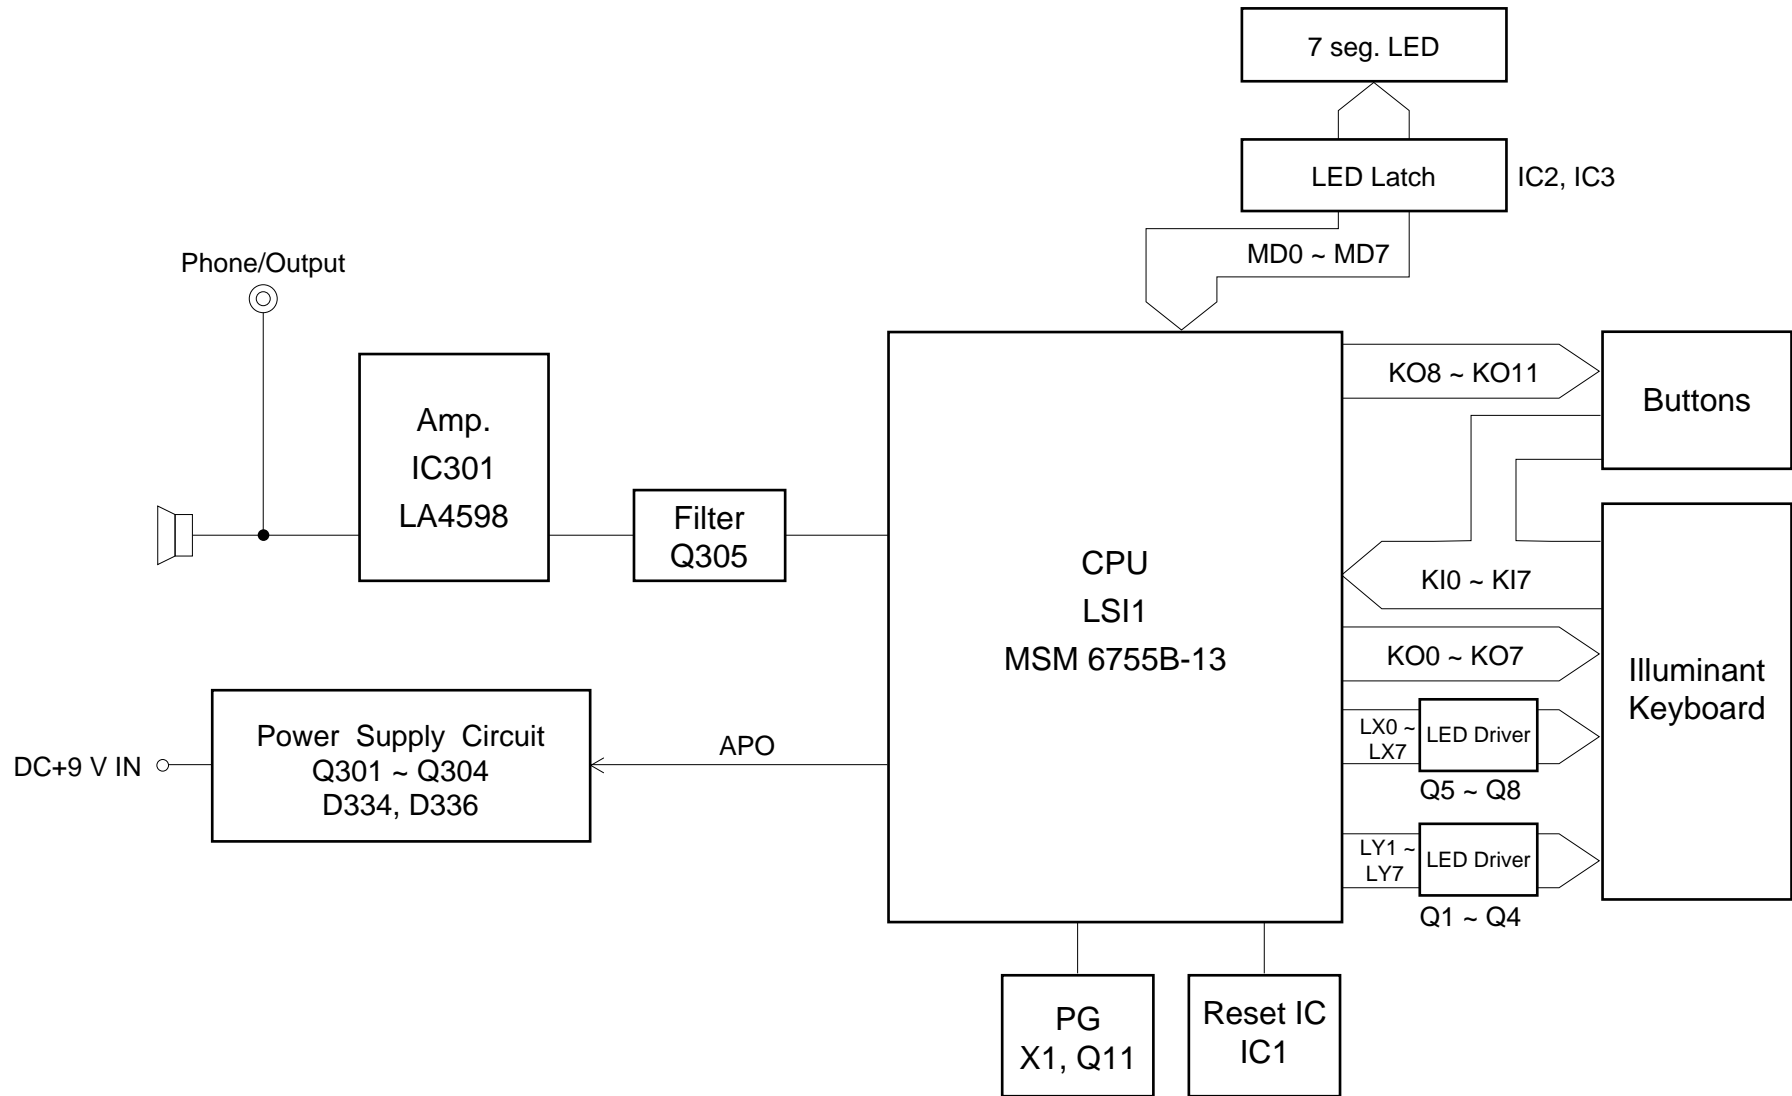 7 seg. LED
LED Latch
IC2, IC3
MD0 ~ MD7
Phone/Output
Amp.
IC301
LA4598
Filter
Q305
CPU
LSI1
MSM 6755B-13
KO8 ~ KO11
Buttons
KI0 ~ KI7
KO0 ~ KO7
Illuminant
Keyboard
LX0 ~
LX7
LED Driver
Q5 ~ Q8
LY1 ~
LY7
LED Driver
Q1 ~ Q4
DC+9 V IN
Power Supply Circuit
Q301 ~ Q304
D334, D336
APO
PG
X1, Q11
Reset IC
IC1